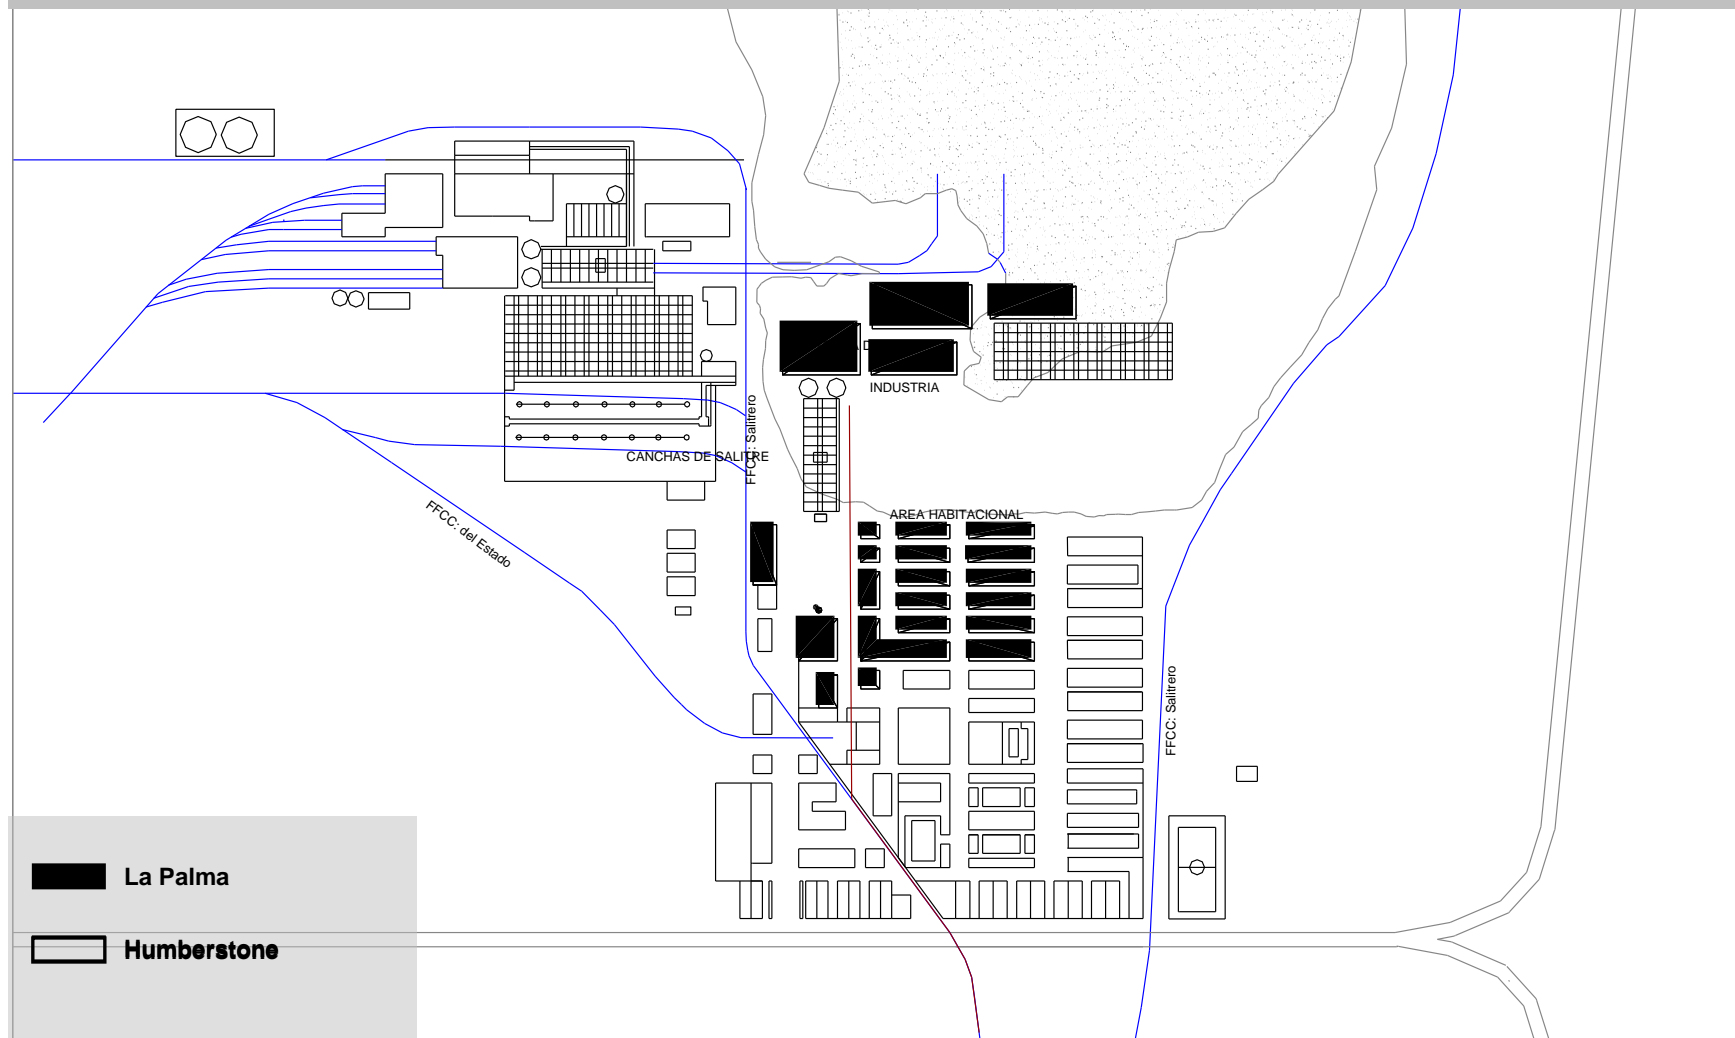 INDUSTRIA
FFCC: Salitrero
CANCHAS DE SALITRE
FFCC: del Estado
AREA HABITACIONAL
FFCC: Salitrero
La Palma
Humberstone